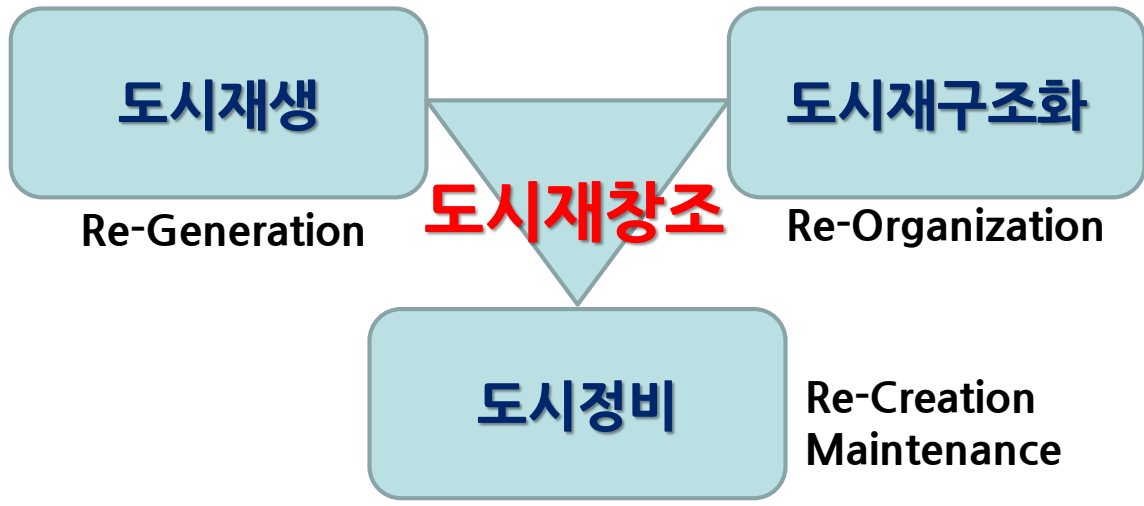 도시재생
도시재구조화
도시재창조
Re-Generation
Re-Organization
도시정비
Re-Creation
Maintenance